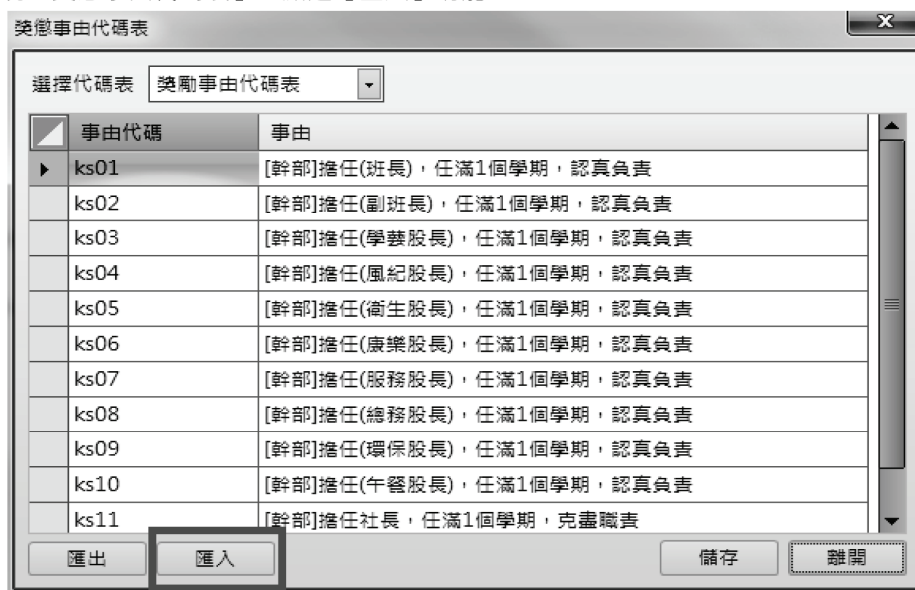 獎懲事由代碼表
選擇代碼表 獎勵事由代碼表
事由代碼 事由
ks01 [幹部]擔任(班長)，任滿1個學期，認真負責
ks02 [幹部]擔任(副班長)，任滿1個學期，認真負責
ks03 [幹部]擔任(學藝股長)，任滿1個學期，認真負責
ks04 [幹部]擔任(風紀股長)，任滿1個學期，認真負責
ks05 [幹部]擔任(衛生股長)，任滿1個學期，認真負責
ks06 [幹部]擔任(康樂股長)，任滿1個學期，認真負責
ks07 [幹部]擔任(服務股長)，任滿1個學期，認真負責
ks08 [幹部]擔任(總務股長)，任滿1個學期，認真負責
ks09 [幹部]擔任(環保股長)，任滿1個學期，認真負責
ks10 [幹部]擔任(午餐股長)，任滿1個學期，認真負責
ks11 [幹部]擔任社長，任滿1個學期，克盡職責
匯出 匯入 儲存 離開